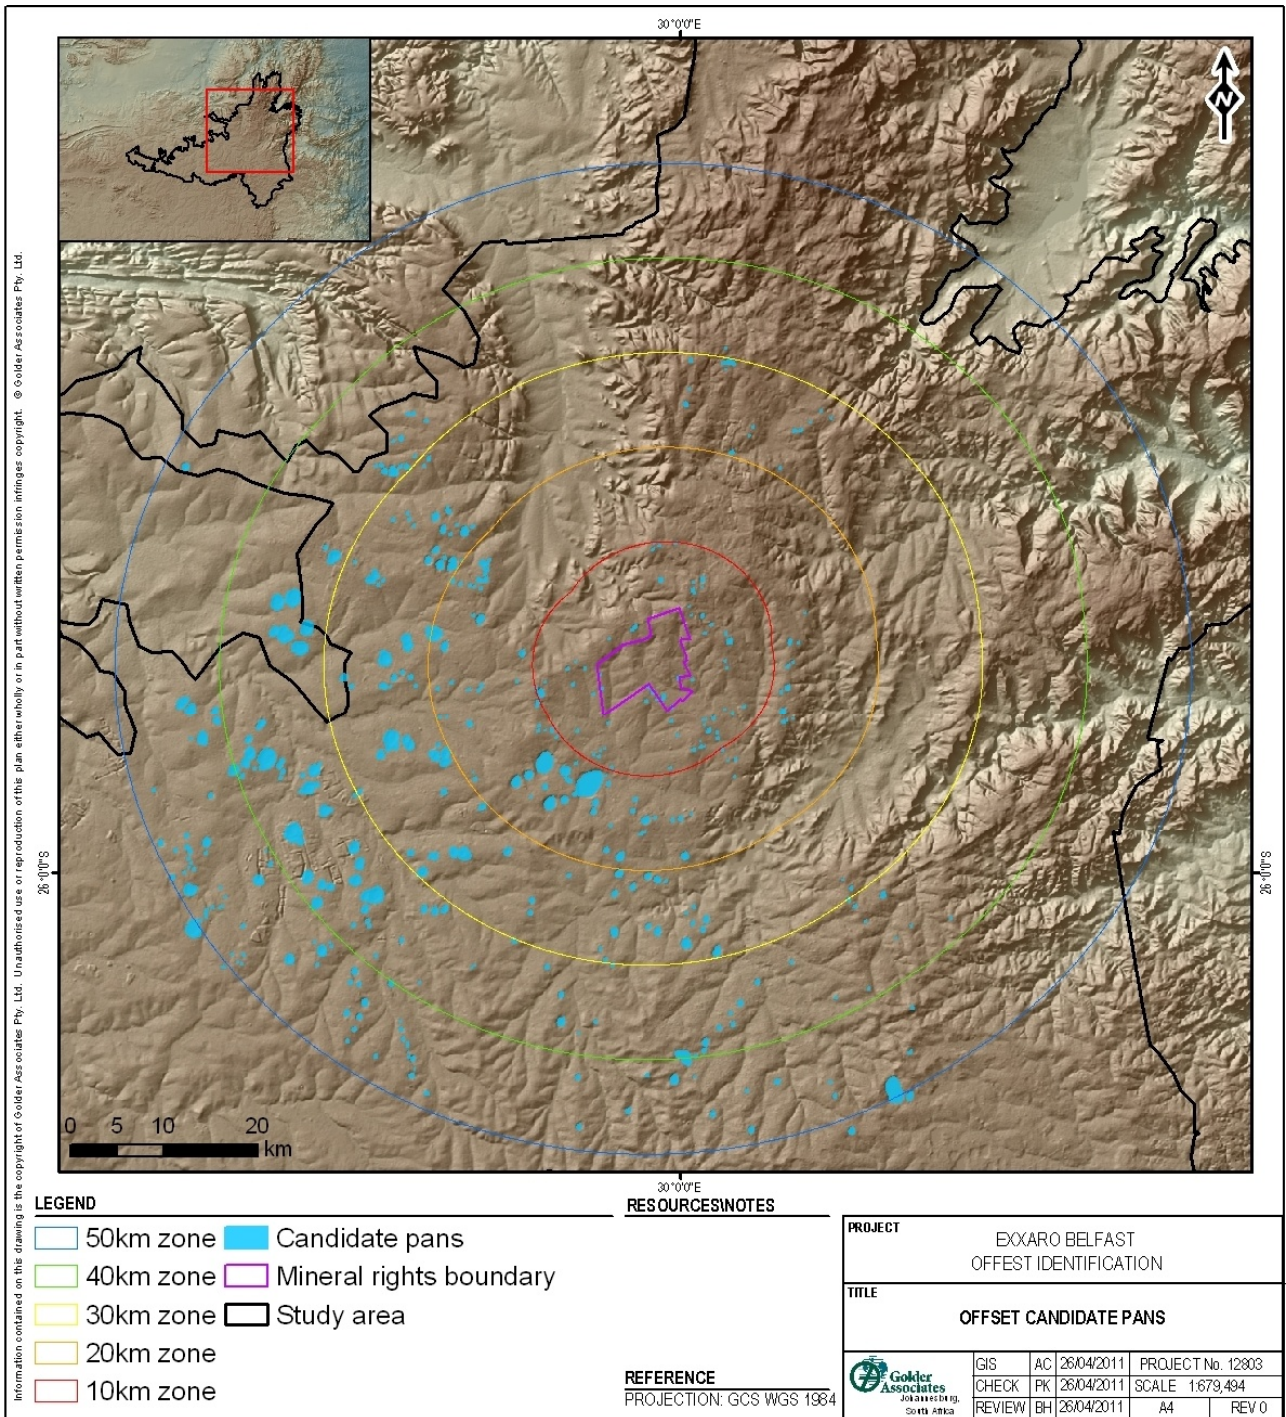 30°0'0"E
N
Information contained on this drawing is the copyright of Golder Associates Pty. Ltd. Unauthorised use or reproduction of this plan either wholly or in part without written permission infringes copyright. © Golder Associates Pty. Ltd.
26°0'0"S
26°0'0"S
0 5 10 20
km
30°0'0"E
LEGEND
50km zone
40km zone
30km zone
20km zone
10km zone
Candidate pans
Mineral rights boundary
Study area
RESOURCES\NOTES
REFERENCE
PROJECTION: GCS WGS 1984
PROJECT
EXXARO BELFAST
OFFEST IDENTIFICATION
TITLE
OFFSET CANDIDATE PANS
Golder
Associates
Johannesburg,
South Africa
GIS AC 26/04/2011 PROJECT No. 12803
CHECK PK 26/04/2011 SCALE 1:679,494
REVIEW BH 26/04/2011 A4 REV 0